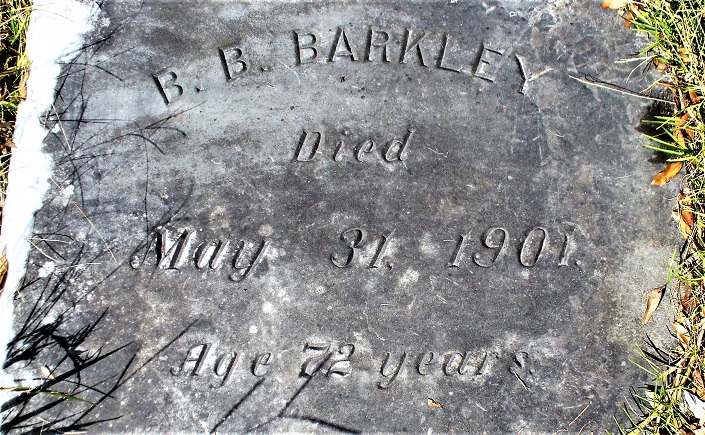 B. B. BARKLEY
Died
May 31, 1901.
Age 72 years.